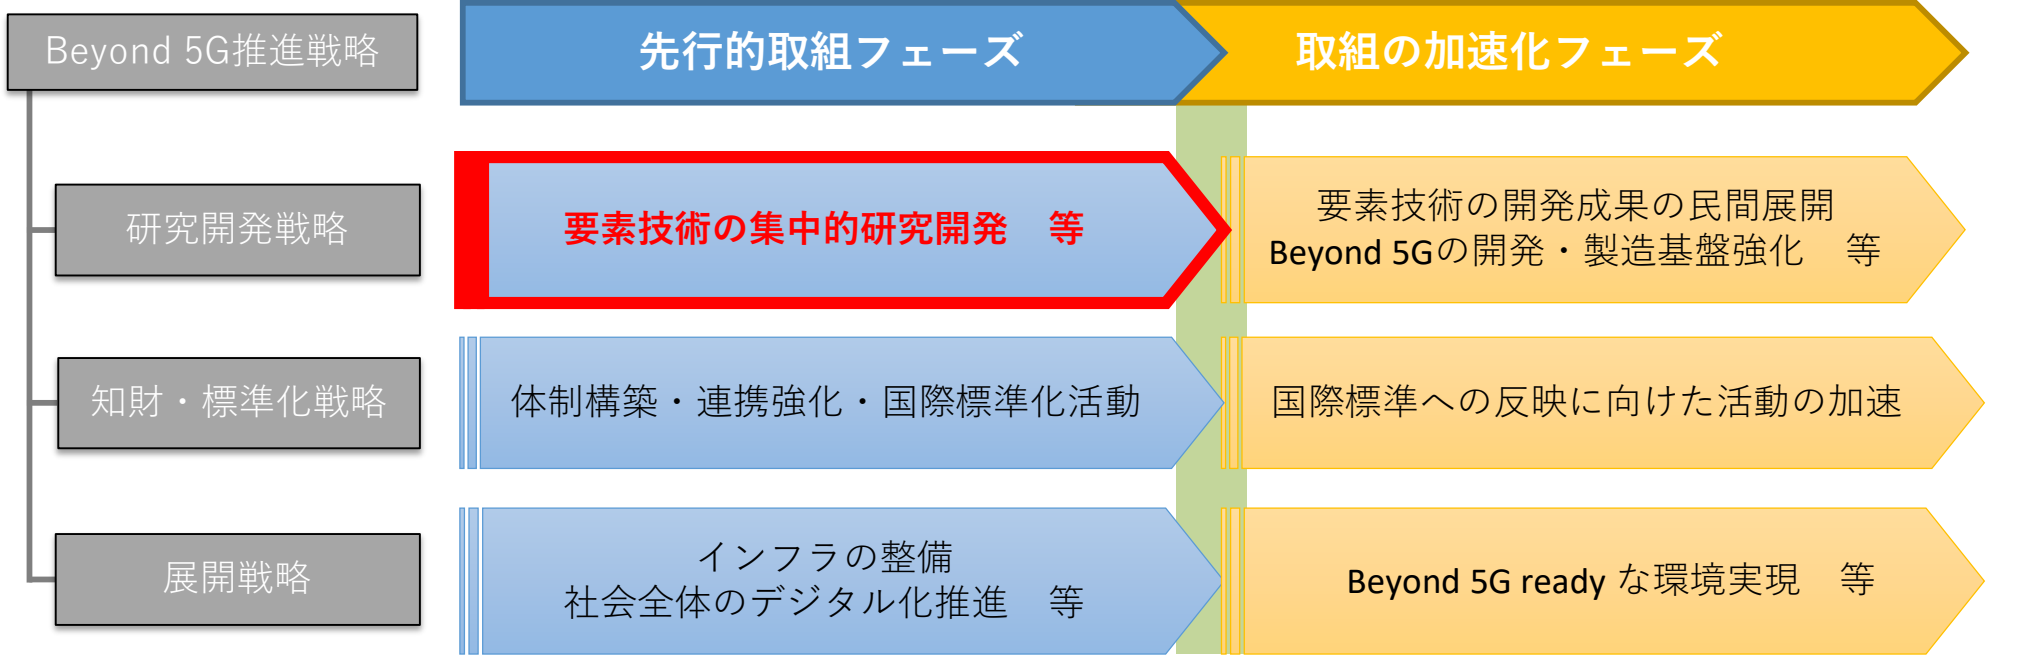 Beyond 5G推進戦略
先行的取組フェーズ
取組の加速化フェーズ
研究開発戦略
要素技術の集中的研究開発　等
要素技術の開発成果の民間展開
Beyond 5Gの開発・製造基盤強化　等
知財・標準化戦略
体制構築・連携強化・国際標準化活動
国際標準への反映に向けた活動の加速
展開戦略
インフラの整備
社会全体のデジタル化推進　等
Beyond 5G ready な環境実現　等